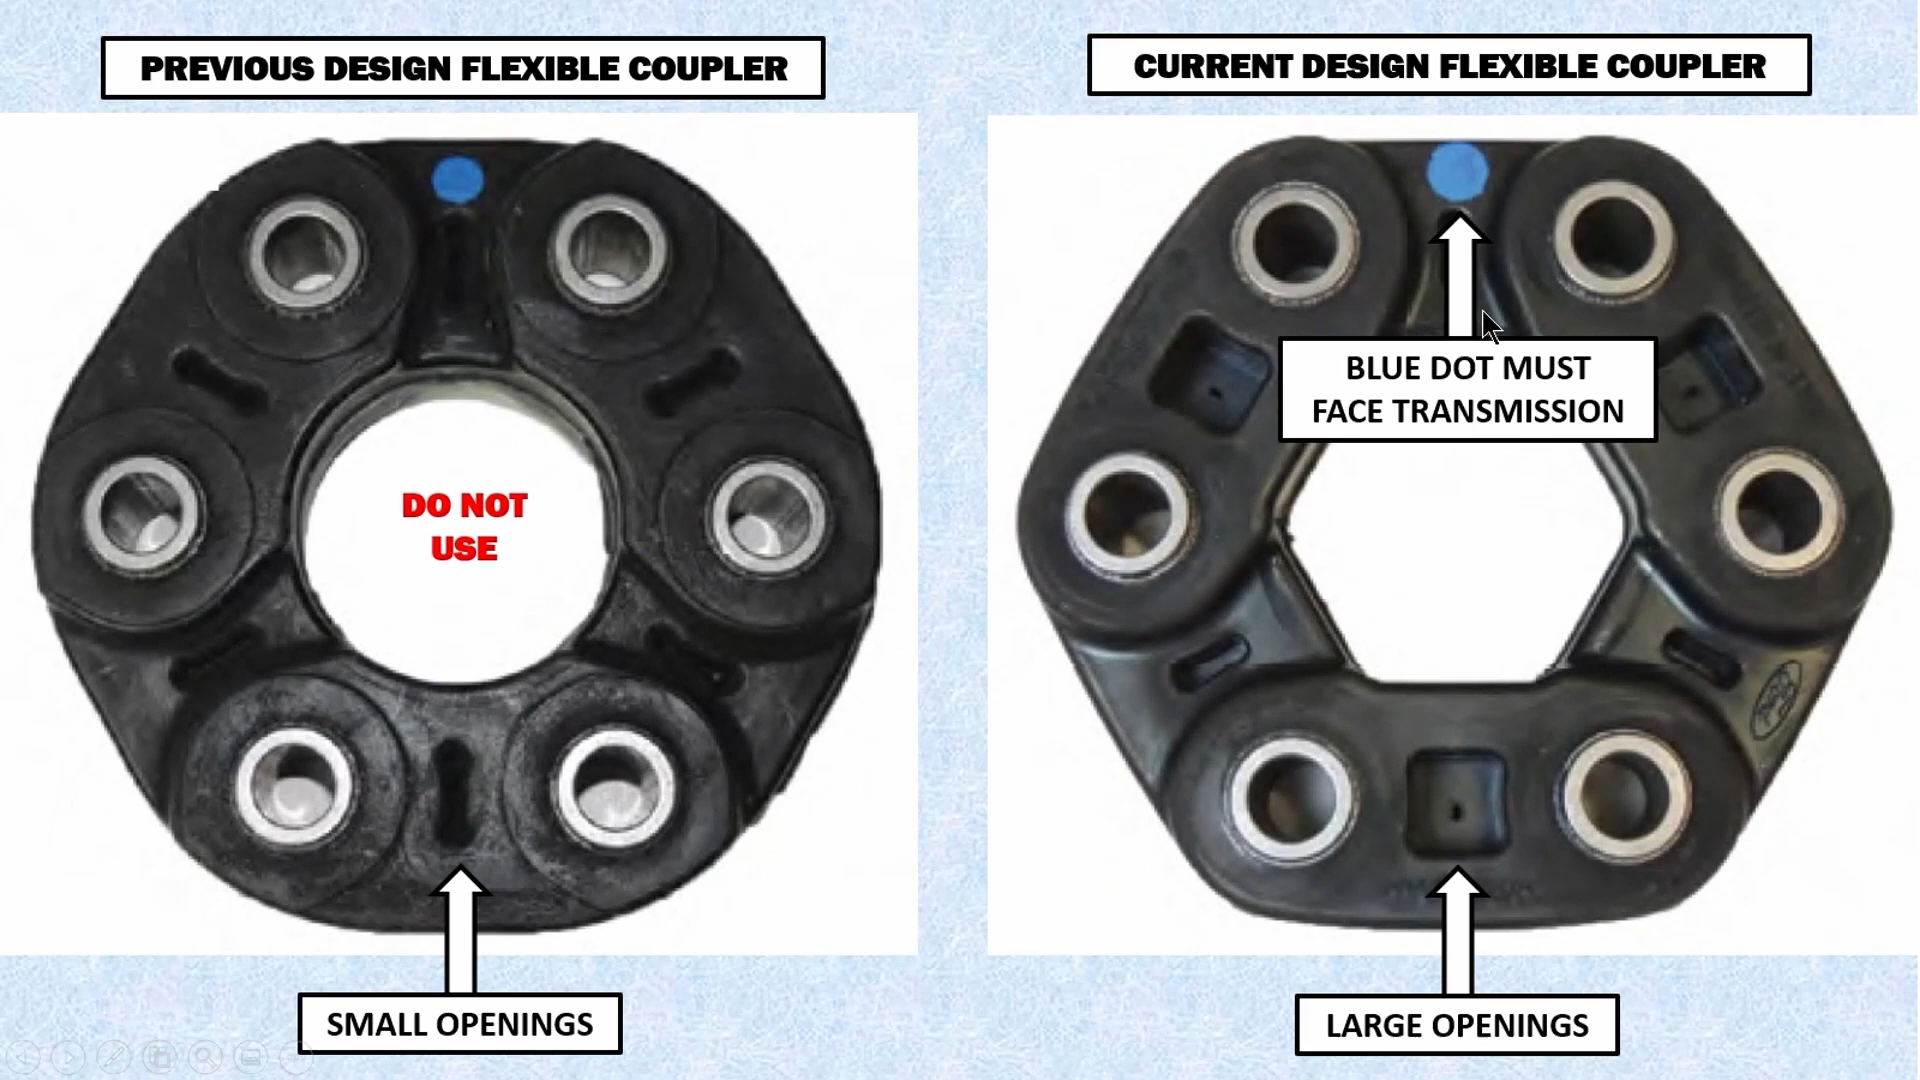 PREVIOUS DESIGN FLEXIBLE COUPLER
CURRENT DESIGN FLEXIBLE COUPLER
BLUE DOT MUST
FACE TRANSMISSION
DO NOT
USE
SMALL OPENINGS
LARGE OPENINGS